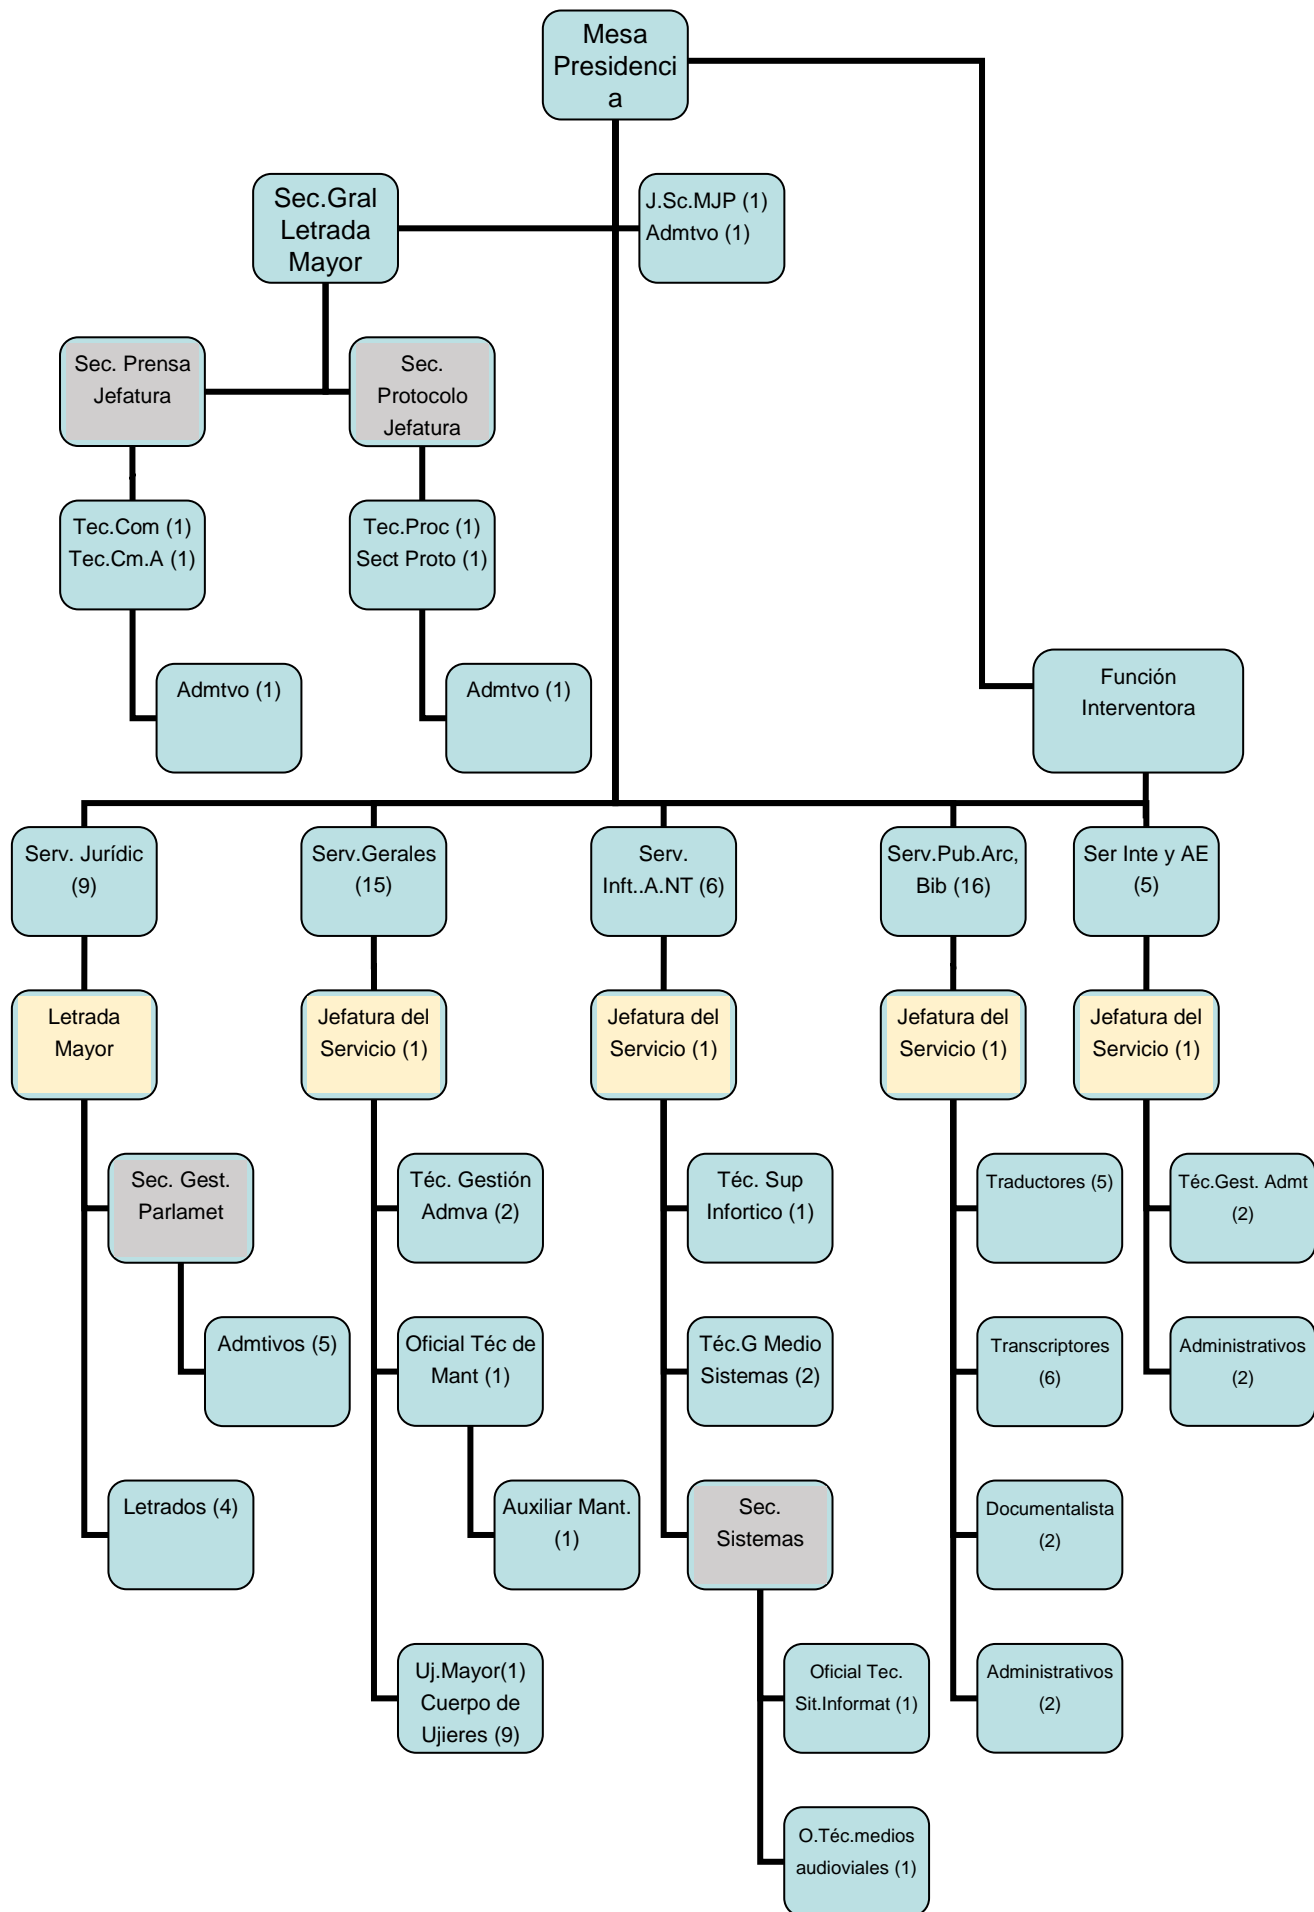 Mesa
Presidenci
a
Sec.Gral
Letrada
Mayor
J.Sc.MJP (1)
Admtvo (1)
Sec. Prensa
Jefatura
Sec.
Protocolo
Jefatura
Tec.Com (1)
Tec.Cm.A (1)
Tec.Proc (1)
Sect Proto (1)
Admtvo (1)
Admtvo (1)
Función
Interventora
Serv. Jurídic
(9)
Serv.Gerales
(15)
Serv.
Inft..A.NT (6)
Serv.Pub.Arc,
Bib (16)
Ser Inte y AE
(5)
Letrada
Mayor
Jefatura del
Servicio (1)
Jefatura del
Servicio (1)
Jefatura del
Servicio (1)
Jefatura del
Servicio (1)
Sec. Gest.
Parlamet
Téc. Gestión
Admva (2)
Téc. Sup
Infortico (1)
Traductores (5)
Téc.Gest. Admt
(2)
Admtivos (5)
Oficial Téc de
Mant (1)
Téc.G Medio
Sistemas (2)
Transcriptores
(6)
Administrativos
(2)
Letrados (4)
Auxiliar Mant.
(1)
Sec.
Sistemas
Documentalista
(2)
Uj.Mayor(1)
Cuerpo de
Ujieres (9)
Oficial Tec.
Sit.Informat (1)
Administrativos
(2)
O.Téc.medios
audioviales (1)